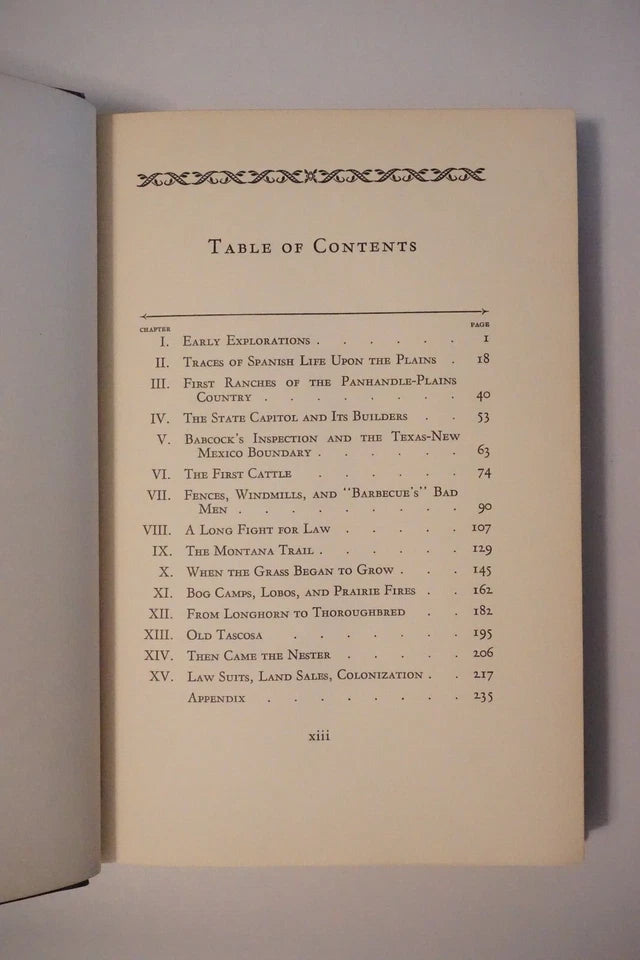 Table of Contents
CHAPTER PAGE
I. Early Explorations . . . . . . 1
II. Traces of Spanish Life Upon the Plains . 18
III. First Ranches of the Panhandle-Plains
Country . . . . . . . . 40
IV. The State Capitol and Its Builders . . 53
V. Babcock's Inspection and the Texas-New
Mexico Boundary . . . . . . 63
VI. The First Cattle . . . . . . 74
VII. Fences, Windmills, and "Barbecue's" Bad
Men . . . . . . . . . 90
VIII. A Long Fight for Law . . . . . 107
IX. The Montana Trail . . . . . . 129
X. When the Grass Began to Grow . . . 145
XI. Bog Camps, Lobos, and Prairie Fires . . 162
XII. From Longhorn to Thoroughbred . . 182
XIII. Old Tascosa . . . . . . . 195
XIV. Then Came the Nester . . . . . 206
XV. Law Suits, Land Sales, Colonization . . 217
Appendix . . . . . . . . 235
xiii